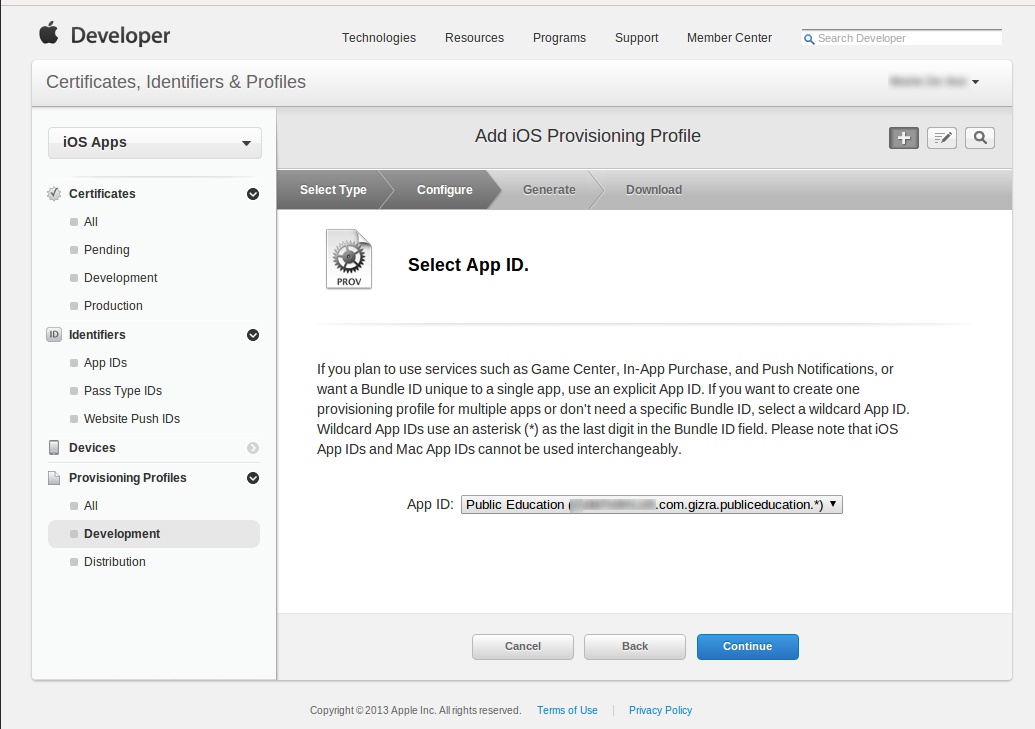 Developer
Technologies Resources Programs Support Member Center Search Developer
Certificates, Identifiers & Profiles
iOS Apps
Add iOS Provisioning Profile
Select Type Configure Generate Download
Certificates
All
Pending
Development
Production
ID Identifiers
App IDs
Pass Type IDs
Website Push IDs
Devices
Provisioning Profiles
All
Development
Distribution
PROV
Select App ID.
If you plan to use services such as Game Center, In-App Purchase, and Push Notifications, or
want a Bundle ID unique to a single app, use an explicit App ID. If you want to create one
provisioning profile for multiple apps or don't need a specific Bundle ID, select a wildcard App ID.
Wildcard App IDs use an asterisk (*) as the last digit in the Bundle ID field. Please note that iOS
App IDs and Mac App IDs cannot be used interchangeably.
App ID: Public Education ( .com.gizra.publiceducation.*)
Cancel Back Continue
Copyright © 2013 Apple Inc. All rights reserved. Terms of Use Privacy Policy